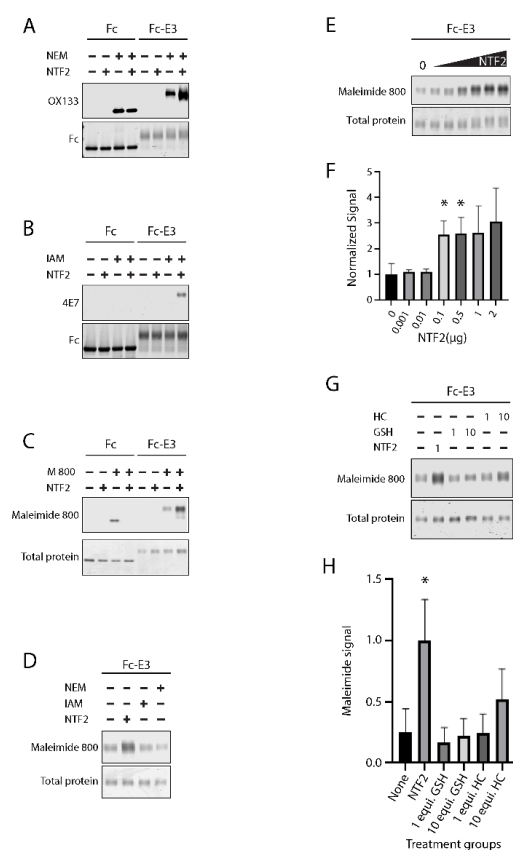 A
Fc Fc-E3
NEM – – + + – – + +
NTF2 – + – + – + – +
OX133
Fc
B
Fc Fc-E3
IAM – – + + – – + +
NTF2 – + – + – + – +
4E7
Fc
C
Fc Fc-E3
M 800 – – + + – – + +
NTF2 – + – + – + – +
Maleimide 800
Total protein
D
Fc-E3
NEM – – – +
IAM – – + –
NTF2 – + – –
Maleimide 800
Total protein
E
Fc-E3
0 NTF2
Maleimide 800
Total protein
F
Normalized Signal
5
4
3
2
1
0
* *
0 0.001 0.01 0.1 0.5 1 2
NTF2(µg)
G
Fc-E3
HC – – – – 1 10
GSH – – 1 10 – –
NTF2 – 1 – – – –
Maleimide 800
Total protein
H
Maleimide signal
1.5
1.0
0.5
0.0
*
None NTF2 1 equi. GSH 10 equi. GSH 1 equi. HC 10 equi. HC
Treatment groups